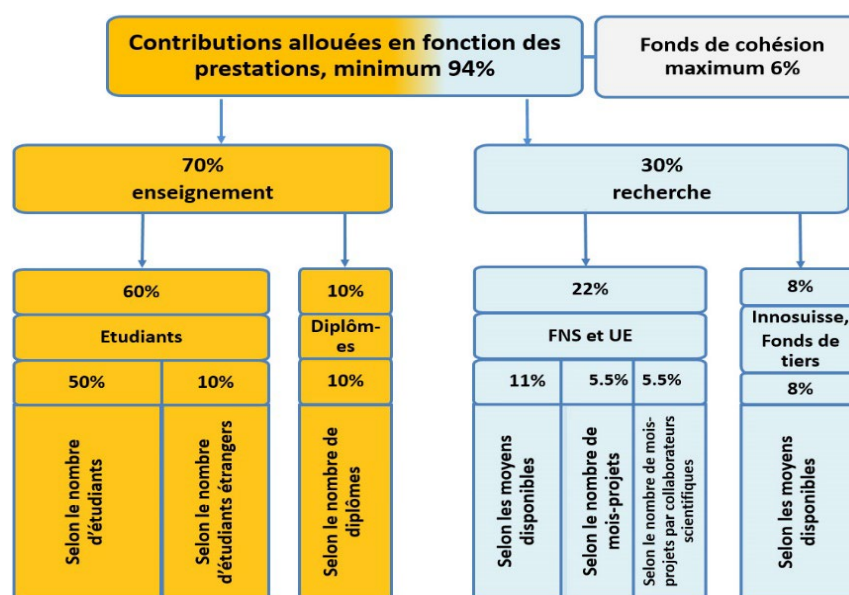 Contributions allouées en fonction des
prestations, minimum 94%
Fonds de cohésion
maximum 6%
70%
enseignement
30%
recherche
60%
10%
22%
8%
Etudiants
Diplôm-
es
FNS et UE
Innosuisse,
Fonds de
tiers
50%
10%
10%
11%
5.5%
5.5%
8%
Selon le nombre
d'étudiants
Selon le nombre
d'étudiants étrangers
Selon le nombre de
diplômes
Selon les moyens
disponibles
Selon le nombre de
mois-projets
Selon le nombre de mois-
projets par collaborateurs
scientifiques
Selon les moyens
disponibles